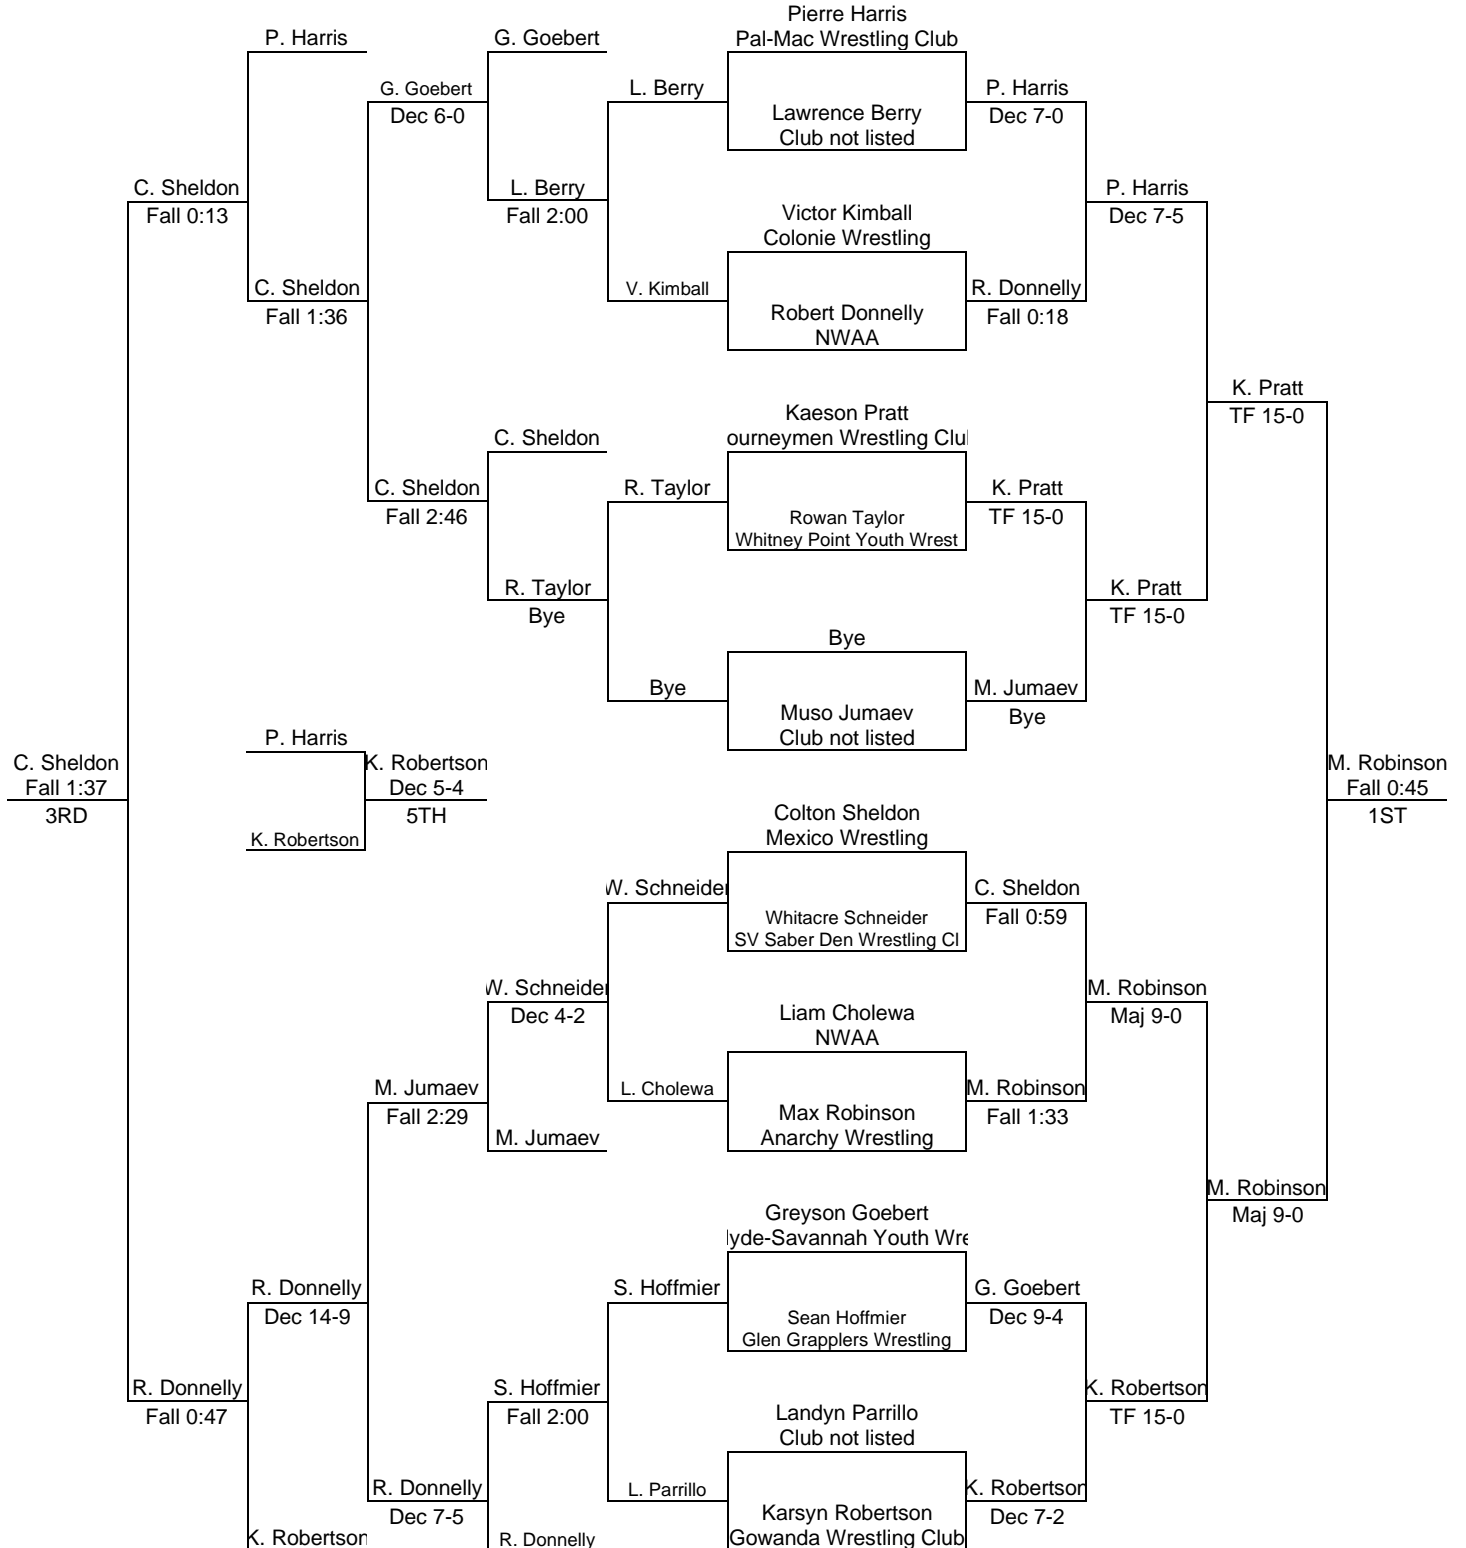 Pierre Harris
P. Harris
G. Goebert
Pal-Mac Wrestling Club
G. Goebert
L. Berry
P. Harris
Dec 6-0
Lawrence Berry
Dec 7-0
Club not listed
C. Sheldon
L. Berry
P. Harris
Fall 0:13
Fall 2:00
Victor Kimball
Dec 7-5
Colonie Wrestling
C. Sheldon
V. Kimball
R. Donnelly
Fall 1:36
Robert Donnelly
Fall 0:18
NWAA
K. Pratt
Kaeson Pratt
TF 15-0
C. Sheldon
ourneymen Wrestling Clu
C. Sheldon
R. Taylor
K. Pratt
Fall 2:46
Rowan Taylor
TF 15-0
Whitney Point Youth Wrest
R. Taylor
K. Pratt
Bye
TF 15-0
Bye
Bye
M. Jumaev
Muso Jumaev
Bye
Club not listed
P. Harris
C. Sheldon
K. Robertson
M. Robinson
Fall 1:37
Dec 5-4
Fall 0:45
3RD
5TH
1ST
Colton Sheldon
K. Robertson
Mexico Wrestling
W. Schneider
C. Sheldon
Whitacre Schneider
Fall 0:59
SV Saber Den Wrestling Cl
W. Schneide
M. Robinson
Dec 4-2
Liam Cholewa
Maj 9-0
NWAA
M. Jumaev
L. Cholewa
M. Robinson
Fall 2:29
Max Robinson
Fall 1:33
M. Jumaev
Anarchy Wrestling
M. Robinson
Greyson Goebert
Maj 9-0
lyde-Savannah Youth Wre
R. Donnelly
S. Hoffmier
G. Goebert
Dec 14-9
Sean Hoffmier
Dec 9-4
Glen Grapplers Wrestling
R. Donnelly
S. Hoffmier
K. Robertson
Fall 0:47
Fall 2:00
Landyn Parrillo
TF 15-0
Club not listed
R. Donnelly
L. Parrillo
K. Robertson
Dec 7-5
Karsyn Robertson
Dec 7-2
K. Robertson
R. Donnelly
Gowanda Wrestling Club